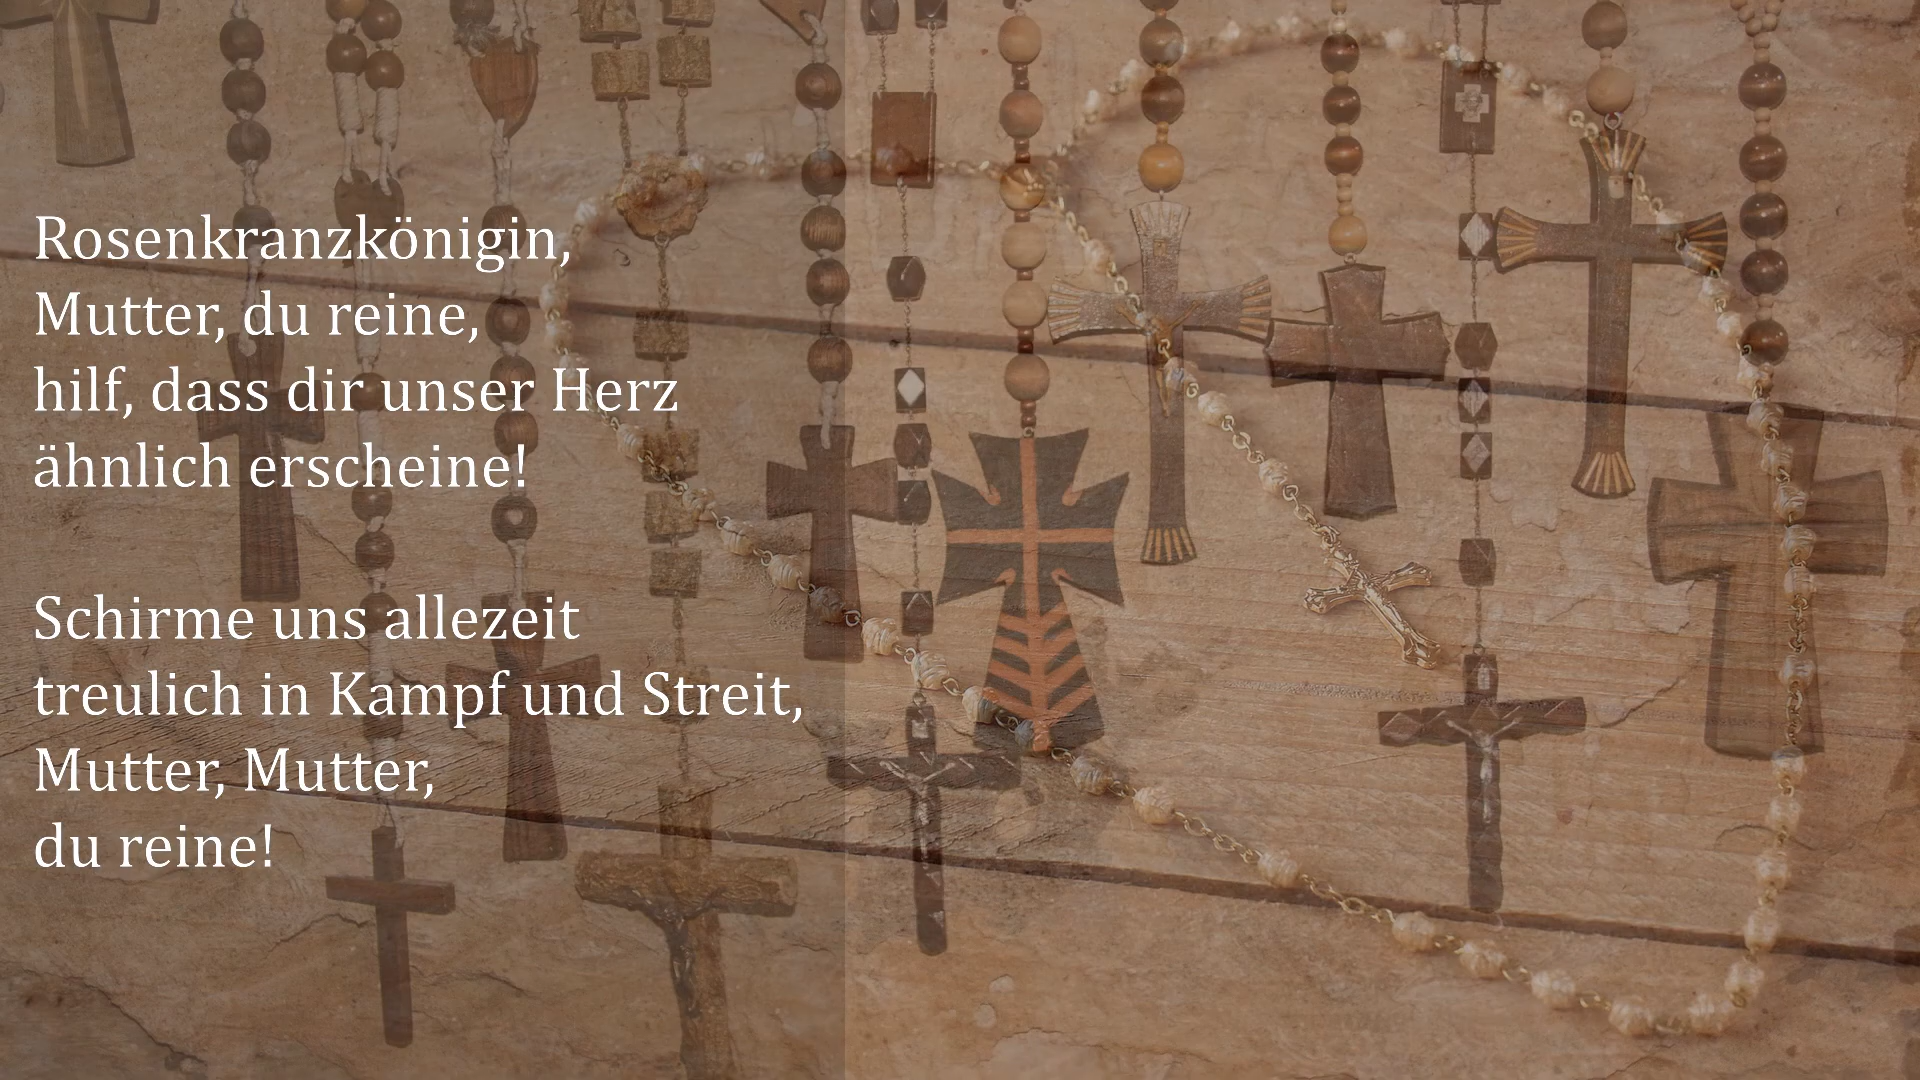 Rosenkranzkönigin,
Mutter, du reine,
hilf, dass dir unser Herz
ähnlich erscheine!
Schirme uns allezeit
treulich in Kampf und Streit,
Mutter, Mutter,
du reine!